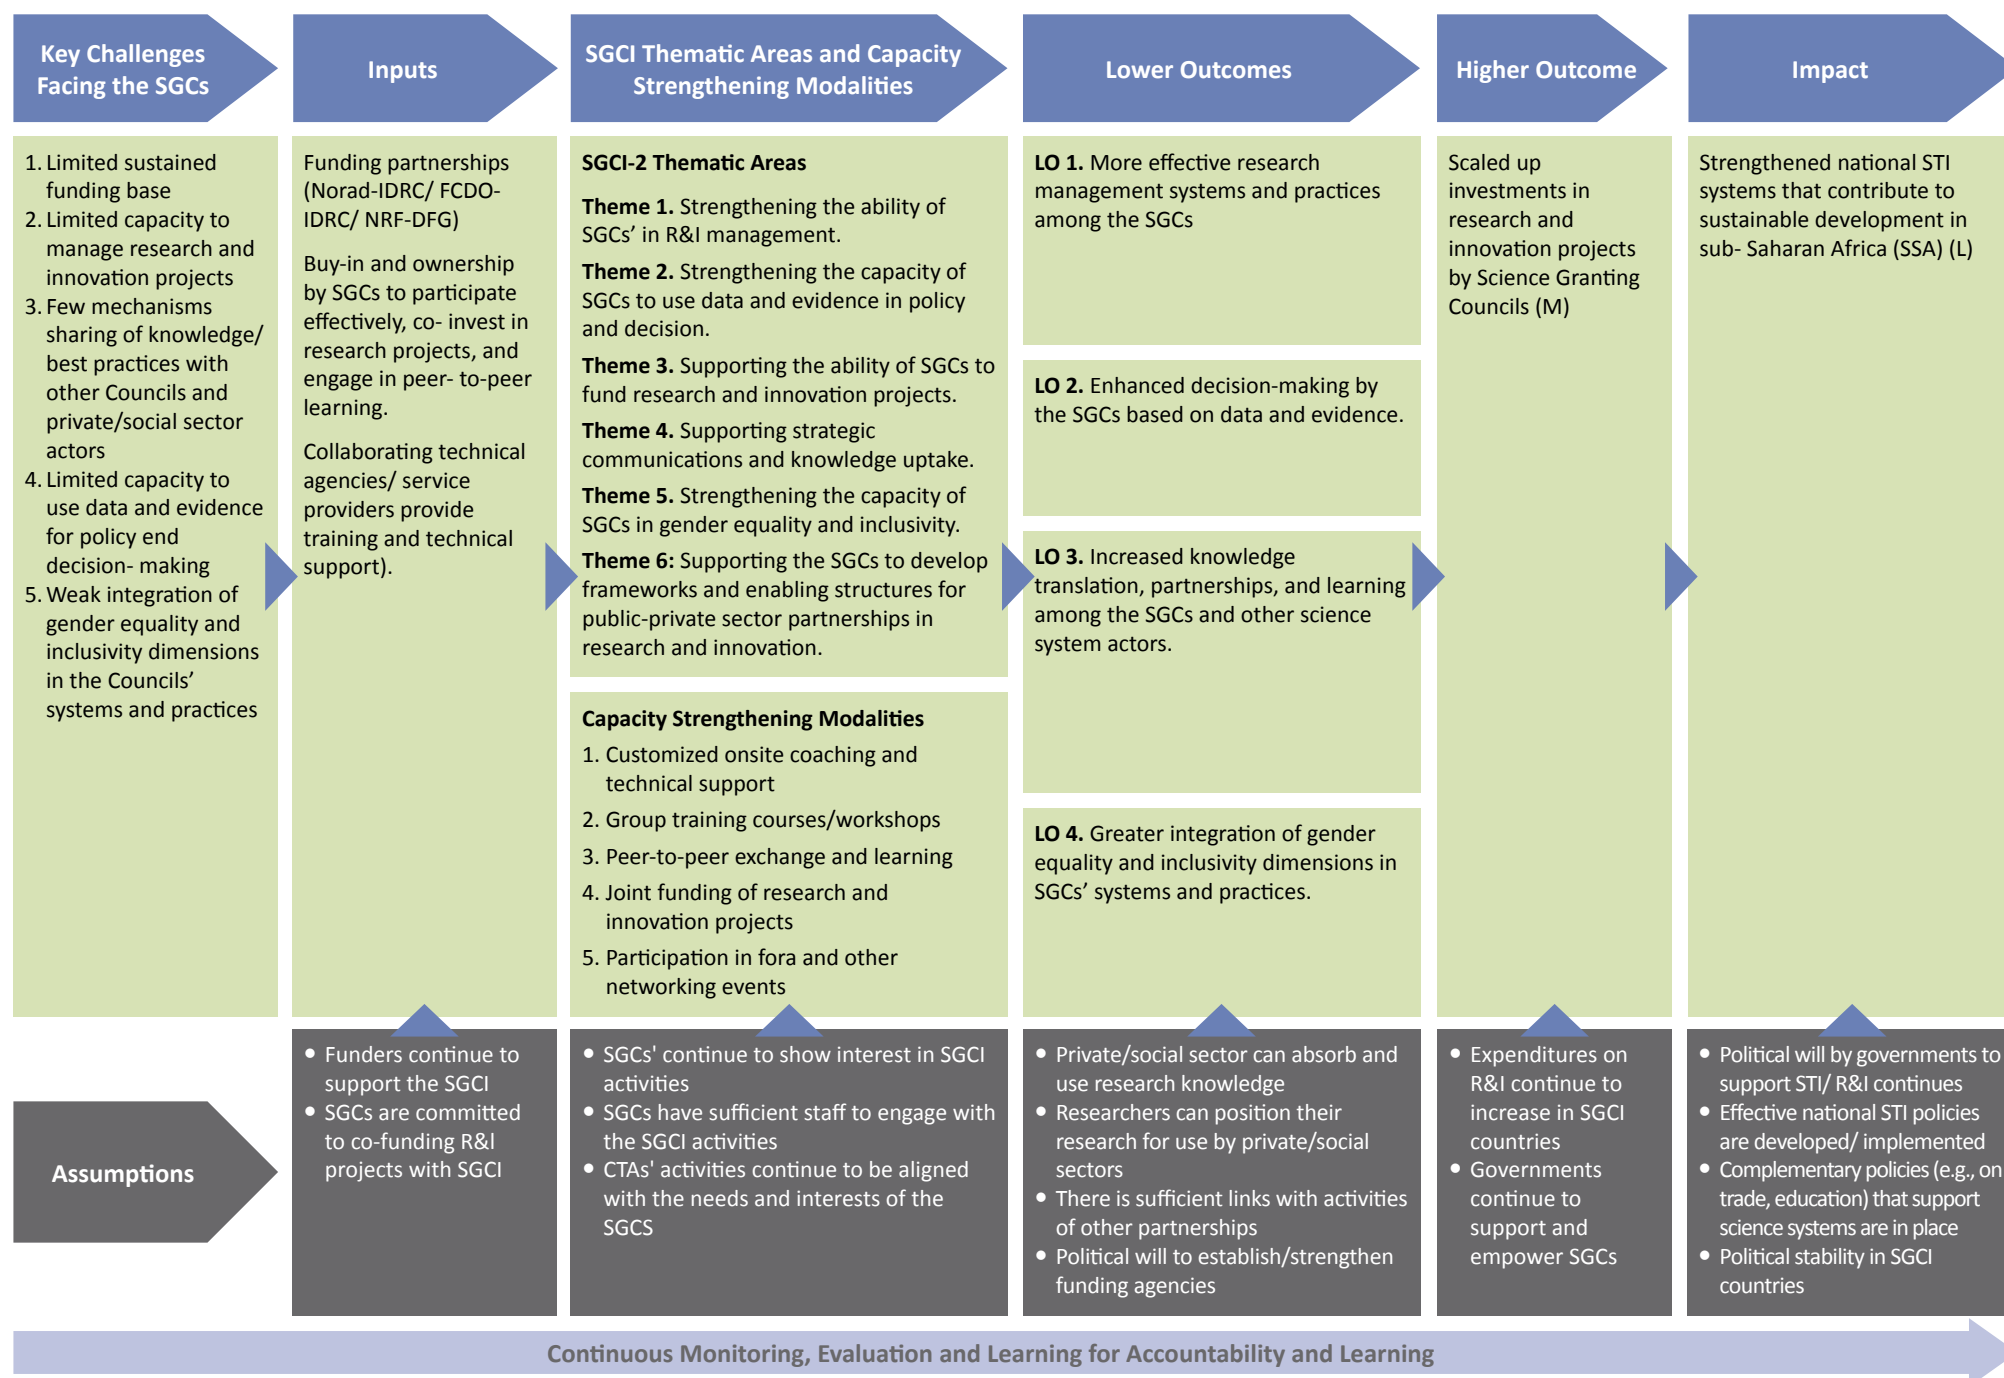 Key Challenges
Facing the SGCs
Inputs
SGCI Thematic Areas and Capacity
Strengthening Modalities
Lower Outcomes
Higher Outcome
Impact
1. Limited sustained
funding base
2. Limited capacity to
manage research and
innovation projects
3. Few mechanisms
sharing of knowledge/
best practices with
other Councils and
private/social sector
actors
4. Limited capacity to
use data and evidence
for policy end
decision- making
5. Weak integration of
gender equality and
inclusivity dimensions
in the Councils’
systems and practices
Funding partnerships
(Norad-IDRC/ FCDO-
IDRC/ NRF-DFG)
Buy-in and ownership
by SGCs to participate
effectively, co- invest in
research projects, and
engage in peer- to-peer
learning.
Collaborating technical
agencies/ service
providers provide
training and technical
support).
SGCI-2 Thematic Areas
Theme 1. Strengthening the ability of
SGCs’ in R&I management.
Theme 2. Strengthening the capacity of
SGCs to use data and evidence in policy
and decision.
Theme 3. Supporting the ability of SGCs to
fund research and innovation projects.
Theme 4. Supporting strategic
communications and knowledge uptake.
Theme 5. Strengthening the capacity of
SGCs in gender equality and inclusivity.
Theme 6: Supporting the SGCs to develop
frameworks and enabling structures for
public-private sector partnerships in
research and innovation.
Capacity Strengthening Modalities
1. Customized onsite coaching and
technical support
2. Group training courses/workshops
3. Peer-to-peer exchange and learning
4. Joint funding of research and
innovation projects
5. Participation in fora and other
networking events
LO 1. More effective research
management systems and practices
among the SGCs
LO 2. Enhanced decision-making by
the SGCs based on data and evidence.
LO 3. Increased knowledge
translation, partnerships, and learning
among the SGCs and other science
system actors.
LO 4. Greater integration of gender
equality and inclusivity dimensions in
SGCs’ systems and practices.
Scaled up
investments in
research and
innovation projects
by Science Granting
Councils (M)
Strengthened national STI
systems that contribute to
sustainable development in
sub- Saharan Africa (SSA) (L)
Assumptions
• Funders continue to
support the SGCI
• SGCs are committed
to co-funding R&I
projects with SGCI
• SGCs' continue to show interest in SGCI
activities
• SGCs have sufficient staff to engage with
the SGCI activities
• CTAs' activities continue to be aligned
with the needs and interests of the
SGCS
• Private/social sector can absorb and
use research knowledge
• Researchers can position their
research for use by private/social
sectors
• There is sufficient links with activities
of other partnerships
• Political will to establish/strengthen
funding agencies
• Expenditures on
R&I continue to
increase in SGCI
countries
• Governments
continue to
support and
empower SGCs
• Political will by governments to
support STI/ R&I continues
• Effective national STI policies
are developed/ implemented
• Complementary policies (e.g., on
trade, education) that support
science systems are in place
• Political stability in SGCI
countries
Continuous Monitoring, Evaluation and Learning for Accountability and Learning